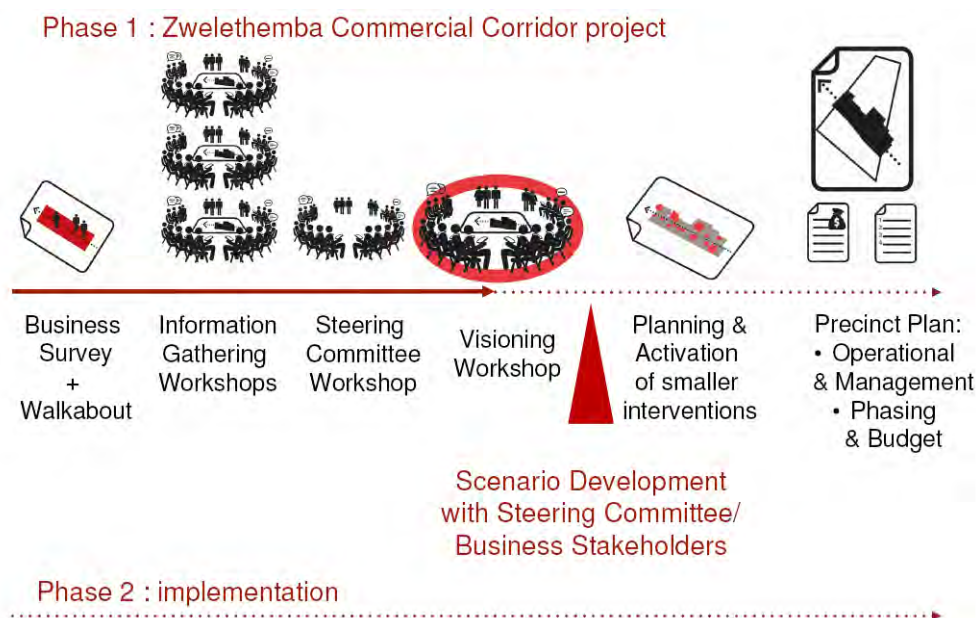 Phase 1 : Zwelethemba Commercial Corridor project
Business
Survey
+
Walkabout
Information
Gathering
Workshops
Steering
Committee
Workshop
Visioning
Workshop
Planning &
Activation
of smaller
interventions
Precinct Plan:
• Operational
& Management
• Phasing
& Budget
Scenario Development
with Steering Committee/
Business Stakeholders
Phase 2 : implementation